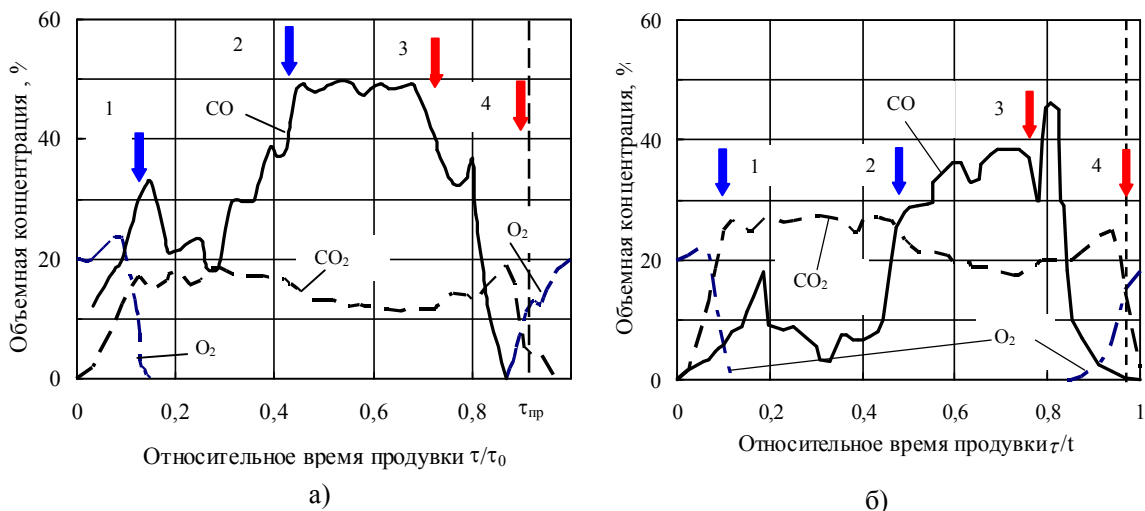 60
40
20
0
Объемная концентрация , %
1
2
3
4
CO
CO₂
O₂
O₂
0
0,2
0,4
0,6
0,8
τпр
Относительное время продувки τ/τ₀
а)
60
40
20
0
Объемная концентрация, %
1
2
3
4
CO
CO₂
O₂
0
0,2
0,4
0,6
0,8
1
Относительное время продувки τ/t
б)